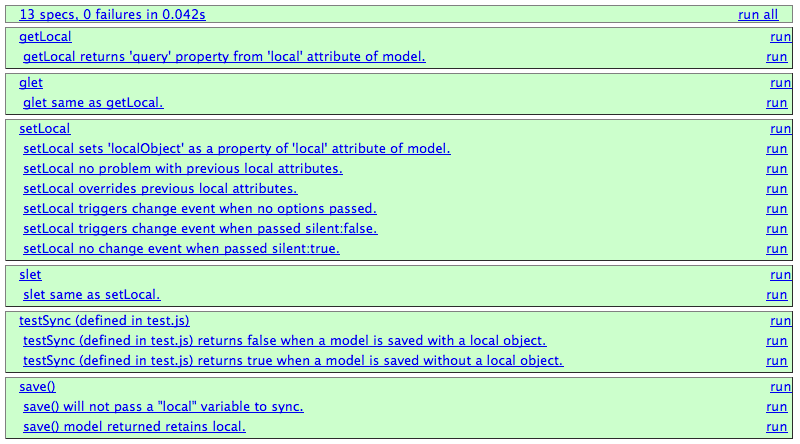 13 specs, 0 failures in 0.042s run all
getLocal run
getLocal returns 'query' property from 'local' attribute of model. run
glet run
glet same as getLocal. run
setLocal run
setLocal sets 'localObject' as a property of 'local' attribute of model. run
setLocal no problem with previous local attributes. run
setLocal overrides previous local attributes. run
setLocal triggers change event when no options passed. run
setLocal triggers change event when passed silent:false. run
setLocal no change event when passed silent:true. run
slet run
slet same as setLocal. run
testSync (defined in test.js) run
testSync (defined in test.js) returns false when a model is saved with a local object. run
testSync (defined in test.js) returns true when a model is saved without a local object. run
save() run
save() will not pass a "local" variable to sync. run
save() model returned retains local. run